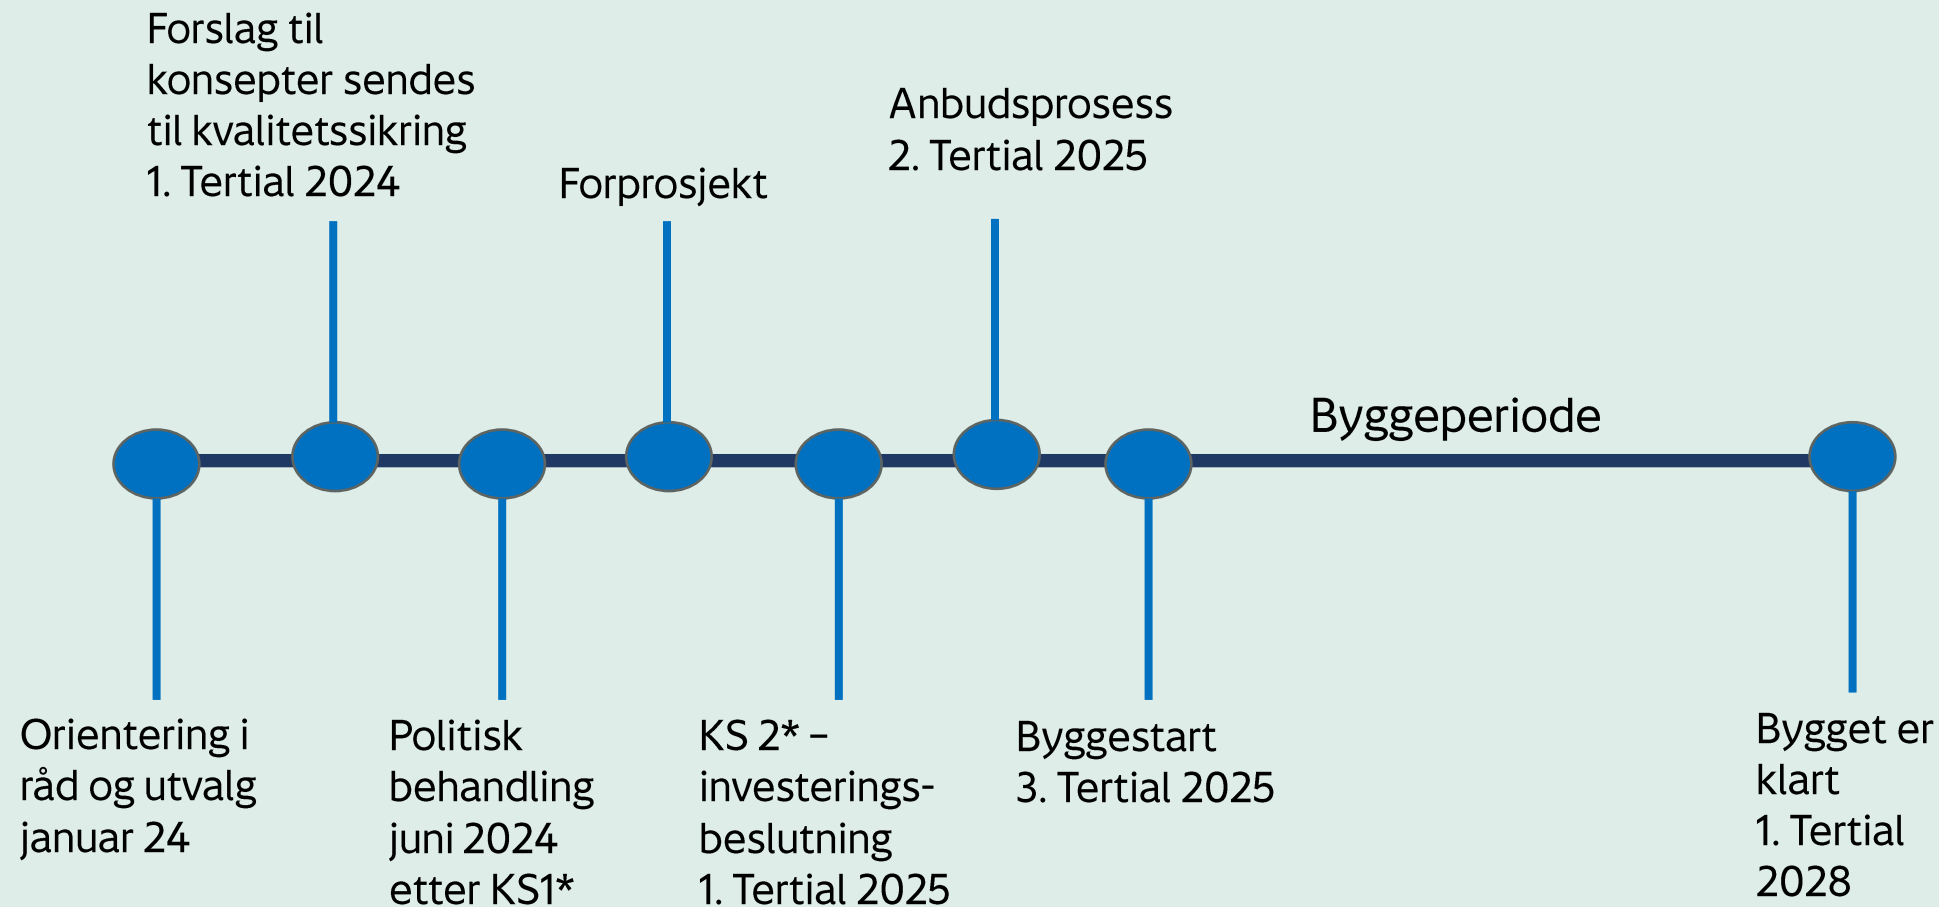 Forslag til
konsepter sendes
til kvalitetssikring
1. Tertial 2024
Forprosjekt
Anbudsprosess
2. Tertial 2025
Byggeperiode
Orientering i
råd og utvalg
januar 24
Politisk
behandling
juni 2024
etter KS1*
KS 2* –
investerings-
beslutning
1. Tertial 2025
Byggestart
3. Tertial 2025
Bygget er
klart
1. Tertial
2028